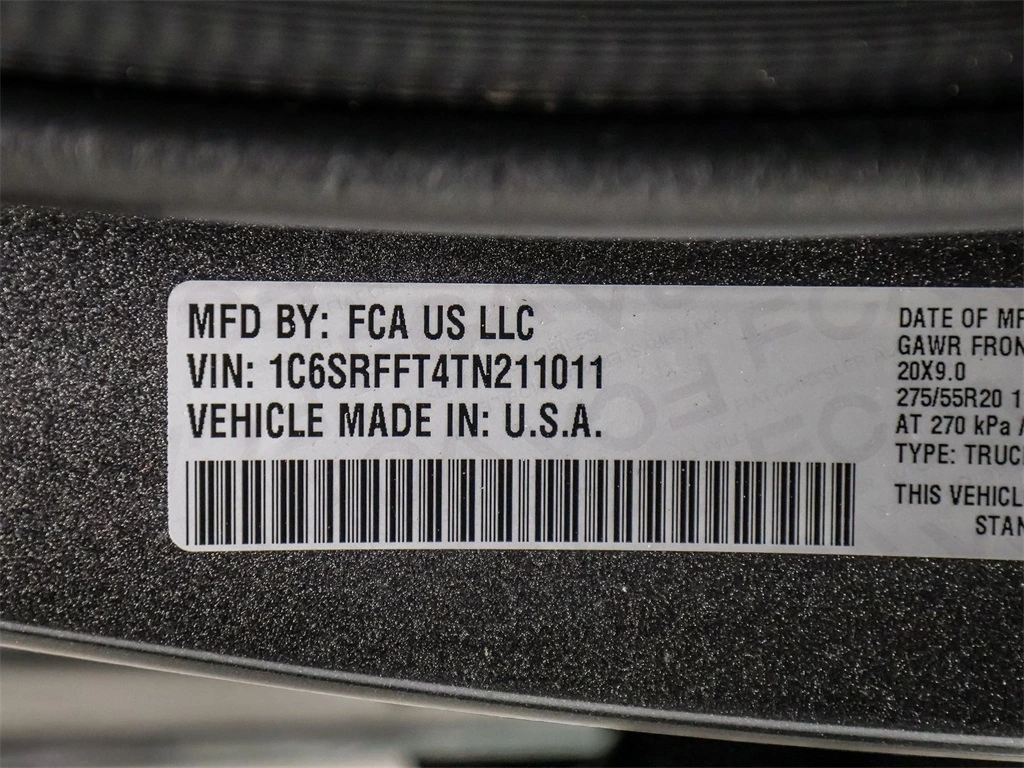 MFD BY: FCA US LLC
VIN: 1C6SRFFT4TN211011
VEHICLE MADE IN: U.S.A.
DATE OF MF
GAWR FRON
20X9.0
275/55R20 1
AT 270 kPa /
TYPE: TRUC
THIS VEHICL
STAN